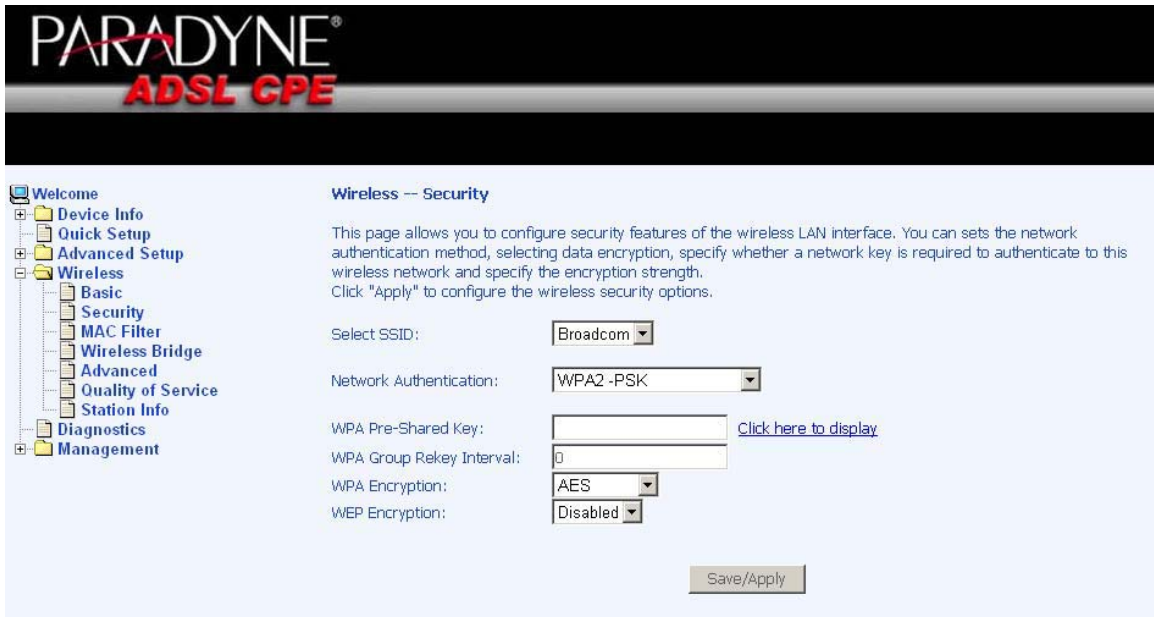 PARADYNE®
ADSL CPE
Welcome
Device Info
Quick Setup
Advanced Setup
Wireless
Basic
Security
MAC Filter
Wireless Bridge
Advanced
Quality of Service
Station Info
Diagnostics
Management
Wireless -- Security
This page allows you to configure security features of the wireless LAN interface. You can sets the network
authentication method, selecting data encryption, specify whether a network key is required to authenticate to this
wireless network and specify the encryption strength.
Click "Apply" to configure the wireless security options.
Select SSID: Broadcom
Network Authentication: WPA2 -PSK
WPA Pre-Shared Key: Click here to display
WPA Group Rekey Interval: 0
WPA Encryption: AES
WEP Encryption: Disabled
Save/Apply